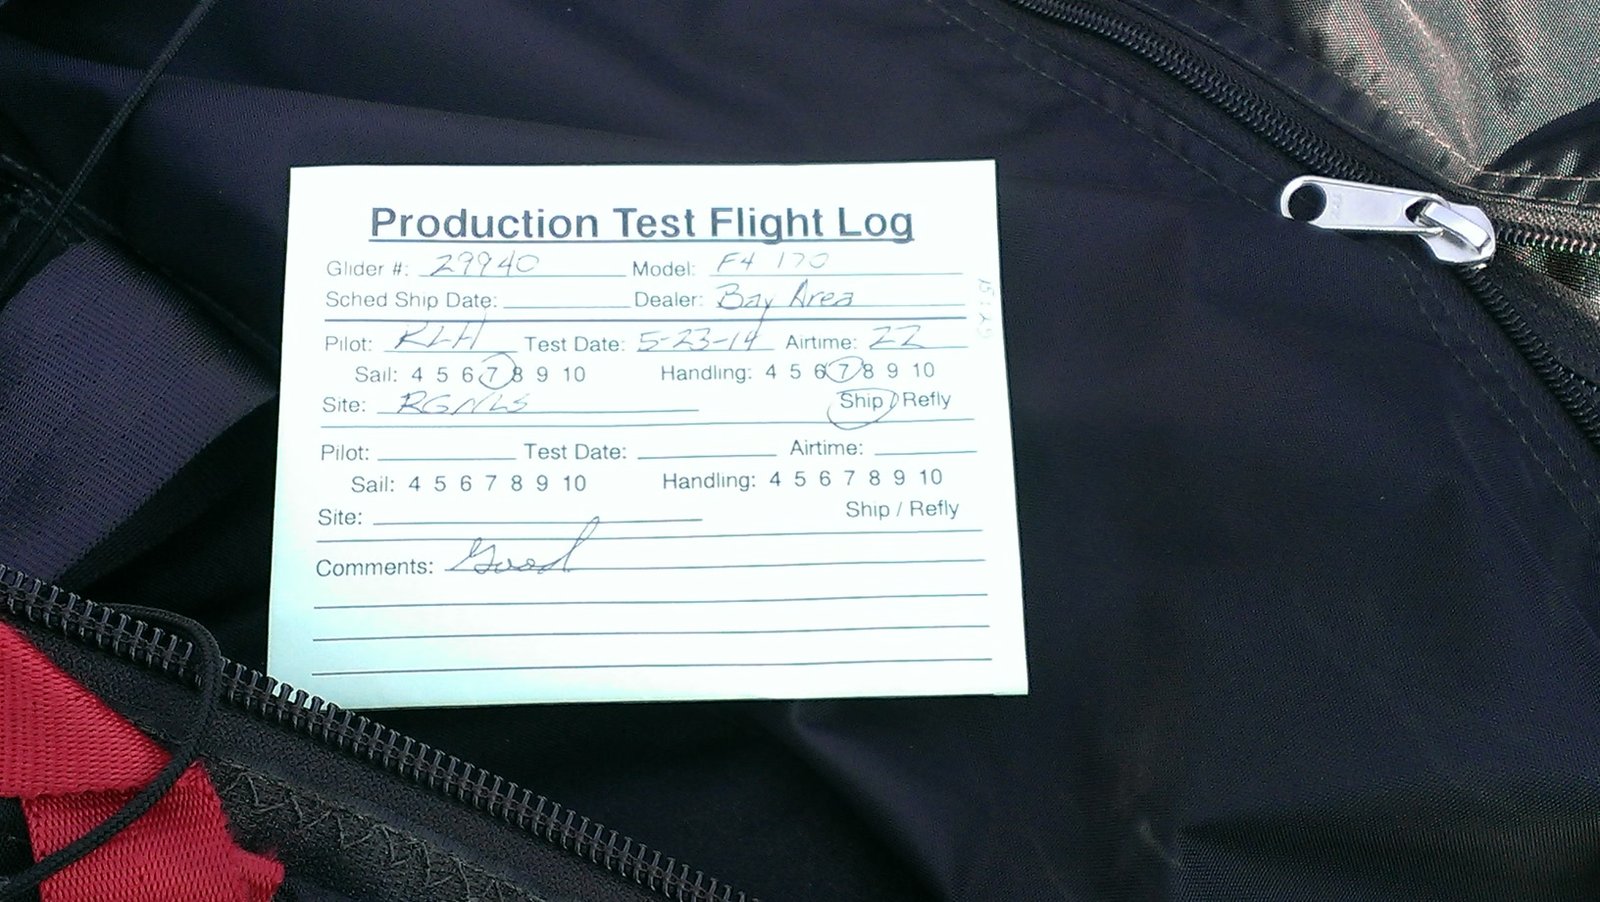 Production Test Flight Log
Glider #: 29940 Model: F4 170
Sched Ship Date: Dealer: Bay Area
Pilot: KLH Test Date: 5-23-14 Airtime: 22
Sail: 4 5 6 7 8 9 10 Handling: 4 5 6 7 8 9 10
Site: Ship / Refly
Pilot: Test Date: Airtime:
Sail: 4 5 6 7 8 9 10 Handling: 4 5 6 7 8 9 10
Site: Ship / Refly
Comments: Good